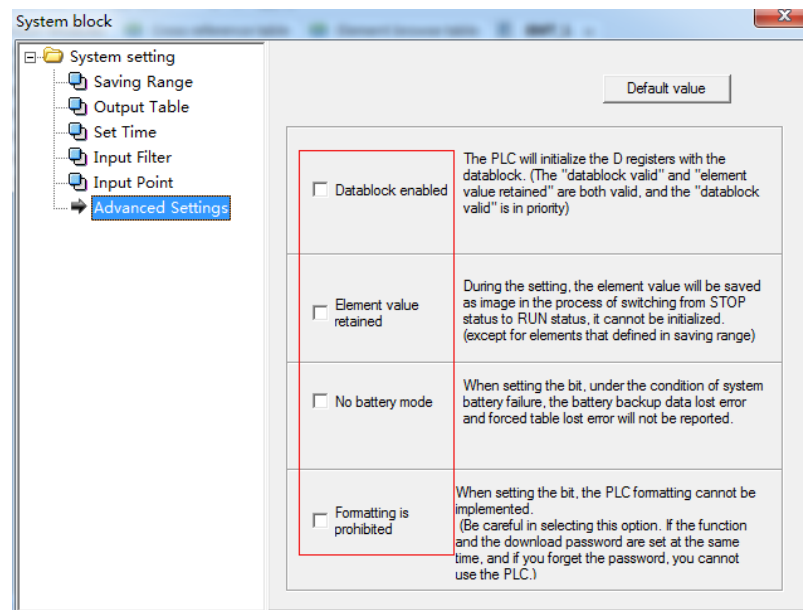 System block
System setting
Saving Range
Output Table
Set Time
Input Filter
Input Point
Advanced Settings
Default value
Datablock enabled
The PLC will initialize the D registers with the
datablock. (The "datablock valid" and "element
value retained" are both valid, and the "datablock
valid" is in priority)
Element value
retained
During the setting, the element value will be saved
as image in the process of switching from STOP
status to RUN status, it cannot be initialized.
(except for elements that defined in saving range)
No battery mode
When setting the bit, under the condition of system
battery failure, the battery backup data lost error
and forced table lost error will not be reported.
Formatting is
prohibited
When setting the bit, the PLC formatting cannot be
implemented.
(Be careful in selecting this option. If the function
and the download password are set at the same
time, and if you forget the password, you cannot
use the PLC.)